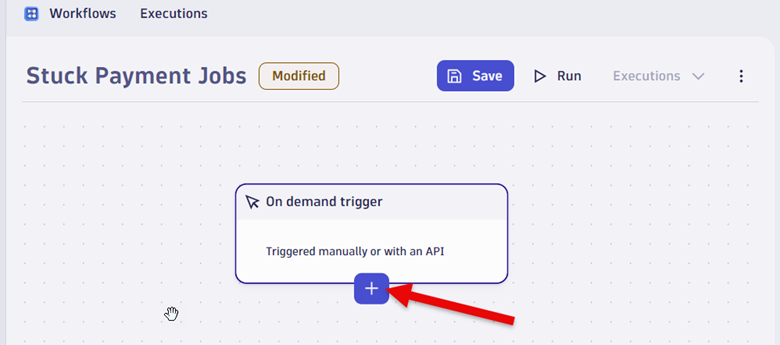 Workflows Executions
Stuck Payment Jobs Modified Save Run Executions
On demand trigger
Triggered manually or with an API